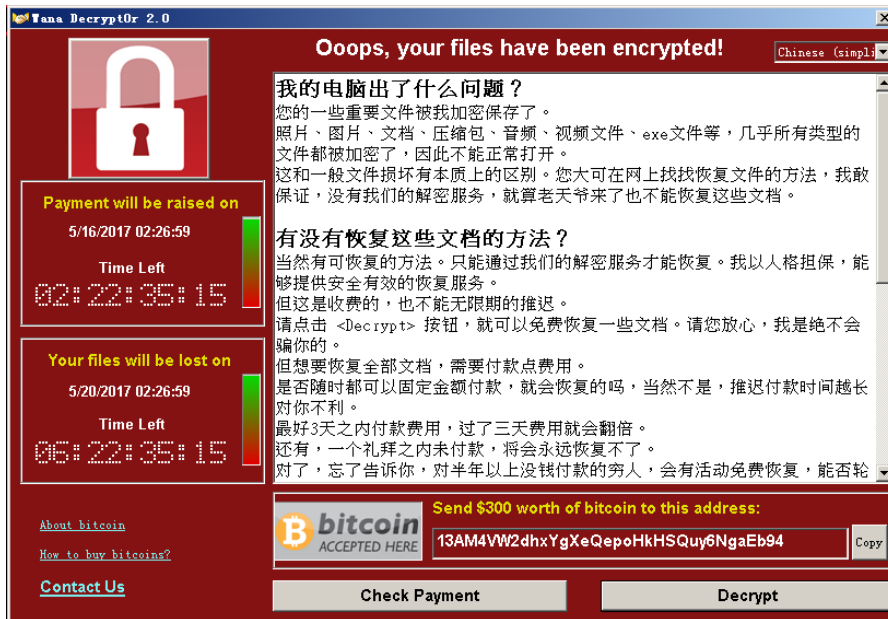 Tana Decrypt0r 2.0
Ooops, your files have been encrypted!
Chinese (simpli
我的电脑出了什么问题？
您的一些重要文件被我加密保存了。
照片、图片、文档、压缩包、音频、视频文件、exe文件等，几乎所有类型的
文件都被加密了，因此不能正常打开。
这和一般文件损坏有本质上的区别。您大可在网上找找恢复文件的方法，我敢
保证，没有我们的解密服务，就算老天爷来了也不能恢复这些文档。
有没有恢复这些文档的方法？
当然有可恢复的方法。只能通过我们的解密服务才能恢复。我以人格担保，能
够提供安全有效的恢复服务。
但这是收费的，也不能无限期的推迟。
请点击 <Decrypt> 按钮，就可以免费恢复一些文档。请您放心，我是绝不会
骗你的。
但想要恢复全部文档，需要付款点费用。
是否随时都可以固定金额付款，就会恢复的吗，当然不是，推迟付款时间越长
对你不利。
最好3天之内付款费用，过了三天费用就会翻倍。
还有，一个礼拜之内未付款，将会永远恢复不了。
对了，忘了告诉你，对半年以上没钱付款的穷人，会有活动免费恢复，能否轮
Payment will be raised on
5/16/2017 02:26:59
Time Left
02:22:35:15
Your files will be lost on
5/20/2017 02:26:59
Time Left
06:22:35:15
About bitcoin
How to buy bitcoins?
Contact Us
bitcoin
ACCEPTED HERE
Send $300 worth of bitcoin to this address:
13AM4VW2dhxYgXeQepoHkHSQuy6NgaEb94
Copy
Check Payment
Decrypt